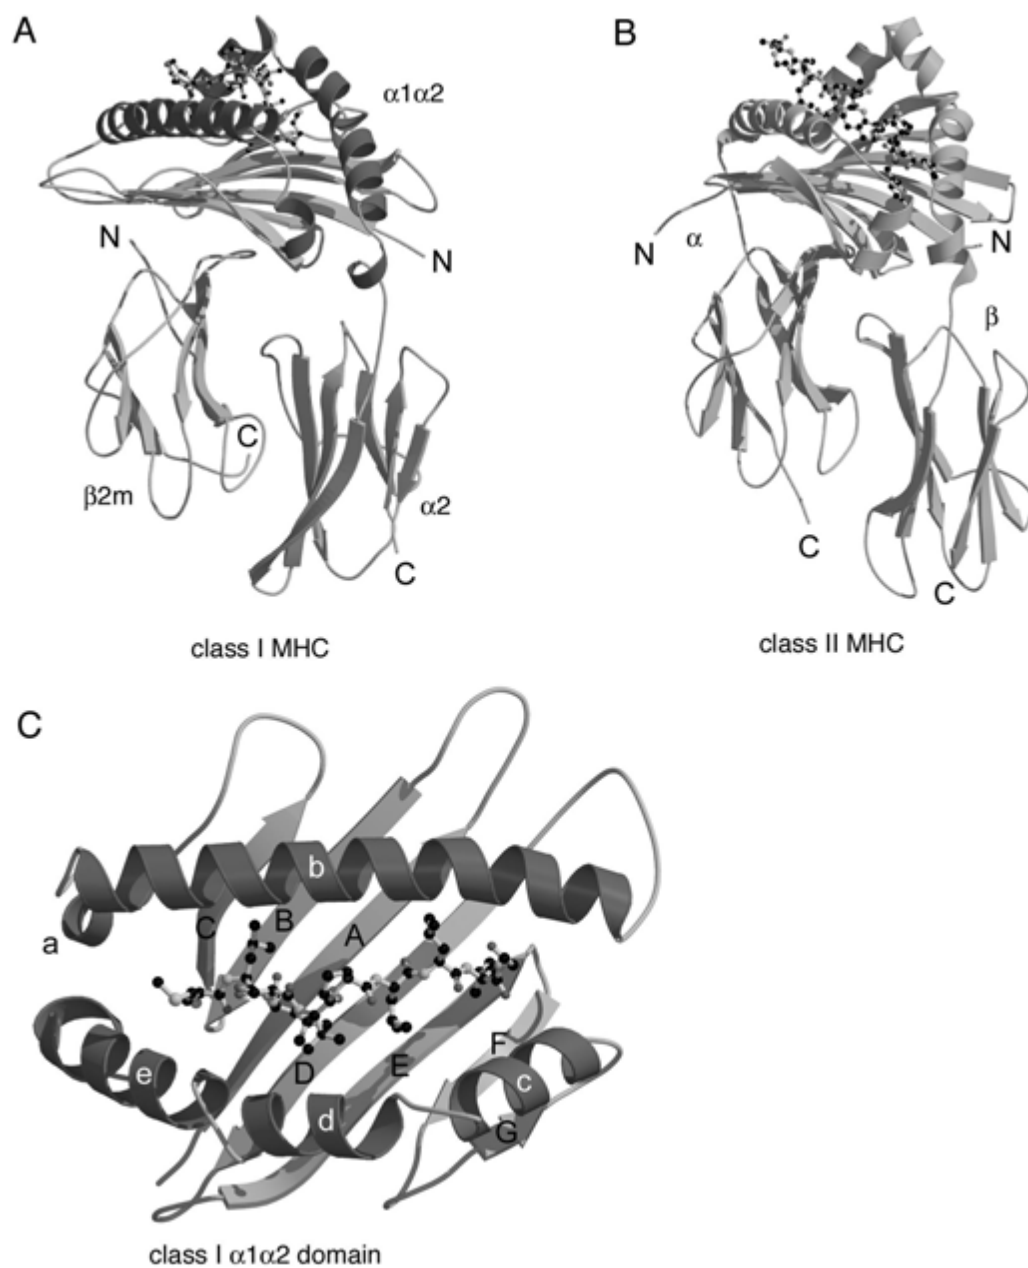 A
B
α1α2
N
N
N
α
N
β
C
β2m
α2
C
C
C
class I MHC
class II MHC
C
b
C
B
A
a
e
D
E
F
c
d
G
class I α1α2 domain